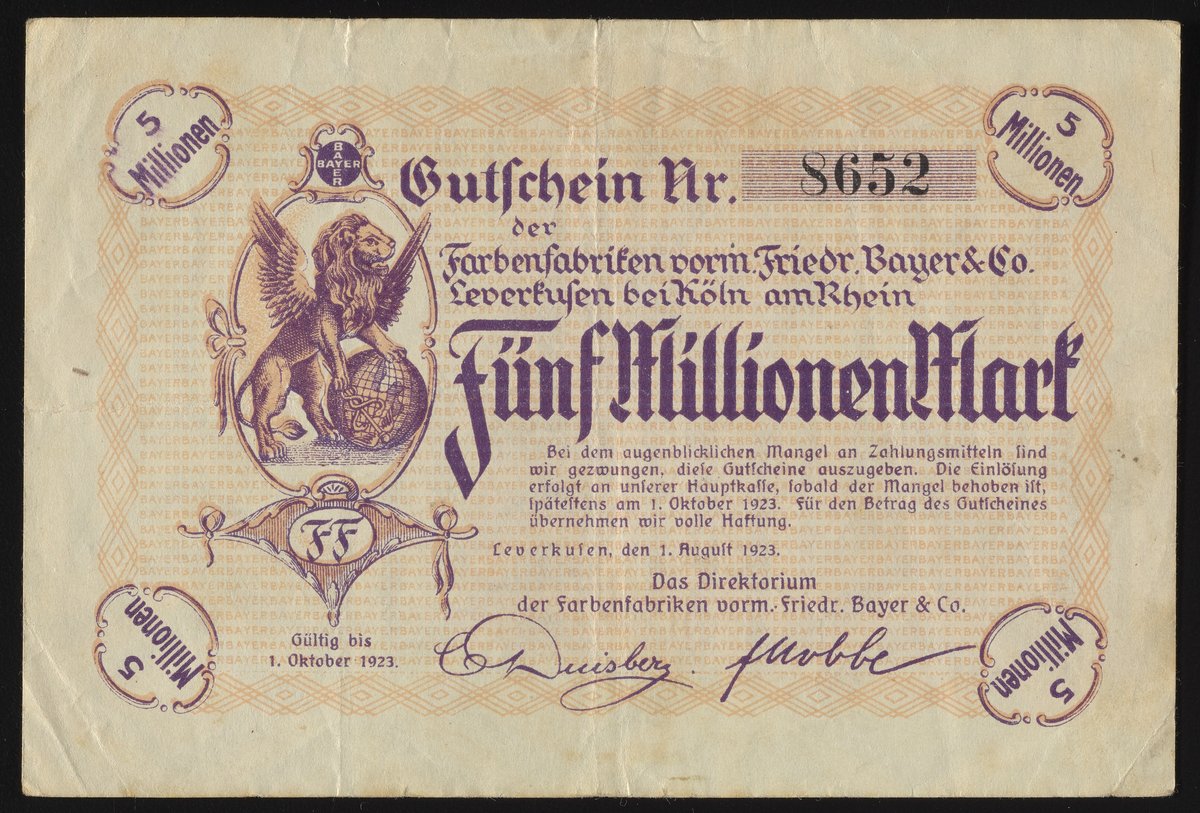 5
Millionen
5
Millionen
BAYER
BAYER
Gutschein Nr. 8652
der
Farbenfabriken vorm. Friedr. Bayer & Co.
Leverkusen bei Köln am Rhein
Fünf Millionen Mark
Bei dem augenblicklichen Mangel an Zahlungsmitteln sind
wir gezwungen, diese Gutscheine auszugeben. Die Einlösung
erfolgt an unserer Hauptkasse, sobald der Mangel behoben ist,
spätestens am 1. Oktober 1923. Für den Betrag des Gutscheines
übernehmen wir volle Haftung.
FF
Leverkusen, den 1. August 1923.
Das Direktorium
der Farbenfabriken vorm. Friedr. Bayer & Co.
Gültig bis
1. Oktober 1923.
C Duisberg.
5
Millionen
5
Millionen